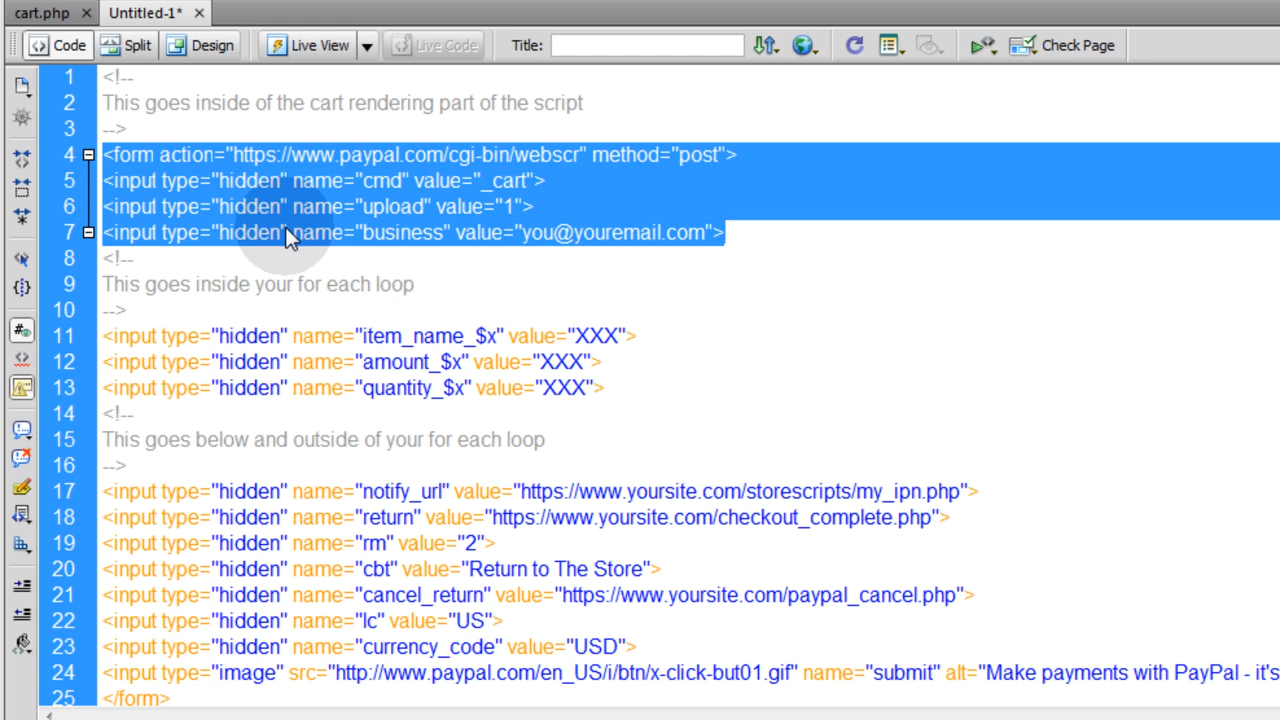 cart.php
Untitled-1*
Code Split Design Live View Live Code Title: Check Page
1 <!--
2 This goes inside of the cart rendering part of the script
3 -->
4 <form action="https://www.paypal.com/cgi-bin/webscr" method="post">
5 <input type="hidden" name="cmd" value="_cart">
6 <input type="hidden" name="upload" value="1">
7 <input type="hidden" name="business" value="you@youremail.com">
8 <!--
9 This goes inside your for each loop
10 -->
11 <input type="hidden" name="item_name_$x" value="XXX">
12 <input type="hidden" name="amount_$x" value="XXX">
13 <input type="hidden" name="quantity_$x" value="XXX">
14 <!--
15 This goes below and outside of your for each loop
16 -->
17 <input type="hidden" name="notify_url" value="https://www.yoursite.com/storescripts/my_ipn.php">
18 <input type="hidden" name="return" value="https://www.yoursite.com/checkout_complete.php">
19 <input type="hidden" name="rm" value="2">
20 <input type="hidden" name="cbt" value="Return to The Store">
21 <input type="hidden" name="cancel_return" value="https://www.yoursite.com/paypal_cancel.php">
22 <input type="hidden" name="lc" value="US">
23 <input type="hidden" name="currency_code" value="USD">
24 <input type="image" src="http://www.paypal.com/en_US/i/btn/x-click-but01.gif" name="submit" alt="Make payments with PayPal - it's
25 </form>